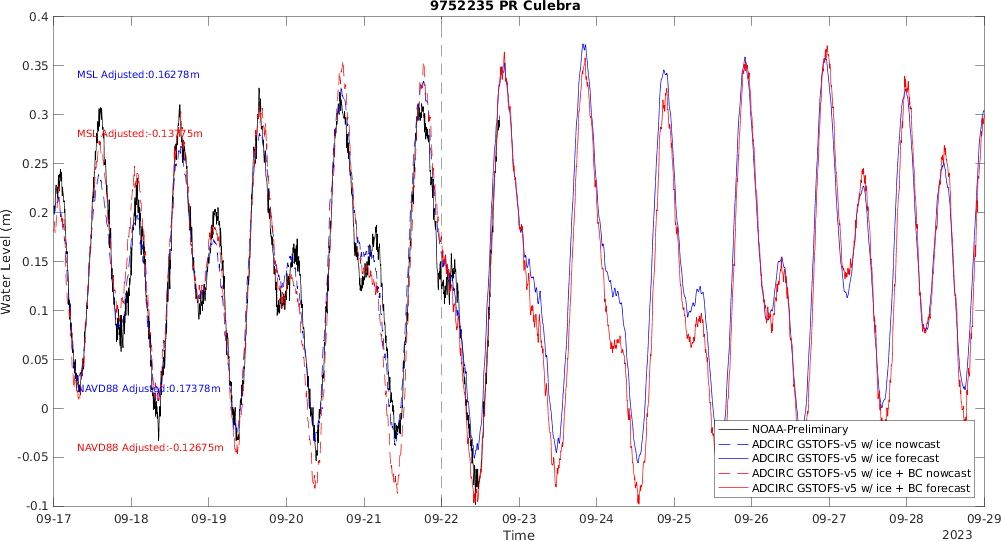 9752235 PR Culebra
0.4
0.35
0.3
0.25
0.2
0.15
0.1
0.05
0
-0.05
-0.1
Water Level (m)
MSL Adjusted:0.16278m
MSL Adjusted:-0.13775m
NAVD88 Adjusted:0.17378m
NAVD88 Adjusted:-0.12675m
NOAA-Preliminary
ADCIRC GSTOFS-v5 w/ ice nowcast
ADCIRC GSTOFS-v5 w/ ice forecast
ADCIRC GSTOFS-v5 w/ ice + BC nowcast
ADCIRC GSTOFS-v5 w/ ice + BC forecast
09-17 09-18 09-19 09-20 09-21 09-22 09-23 09-24 09-25 09-26 09-27 09-28 09-29
Time
2023